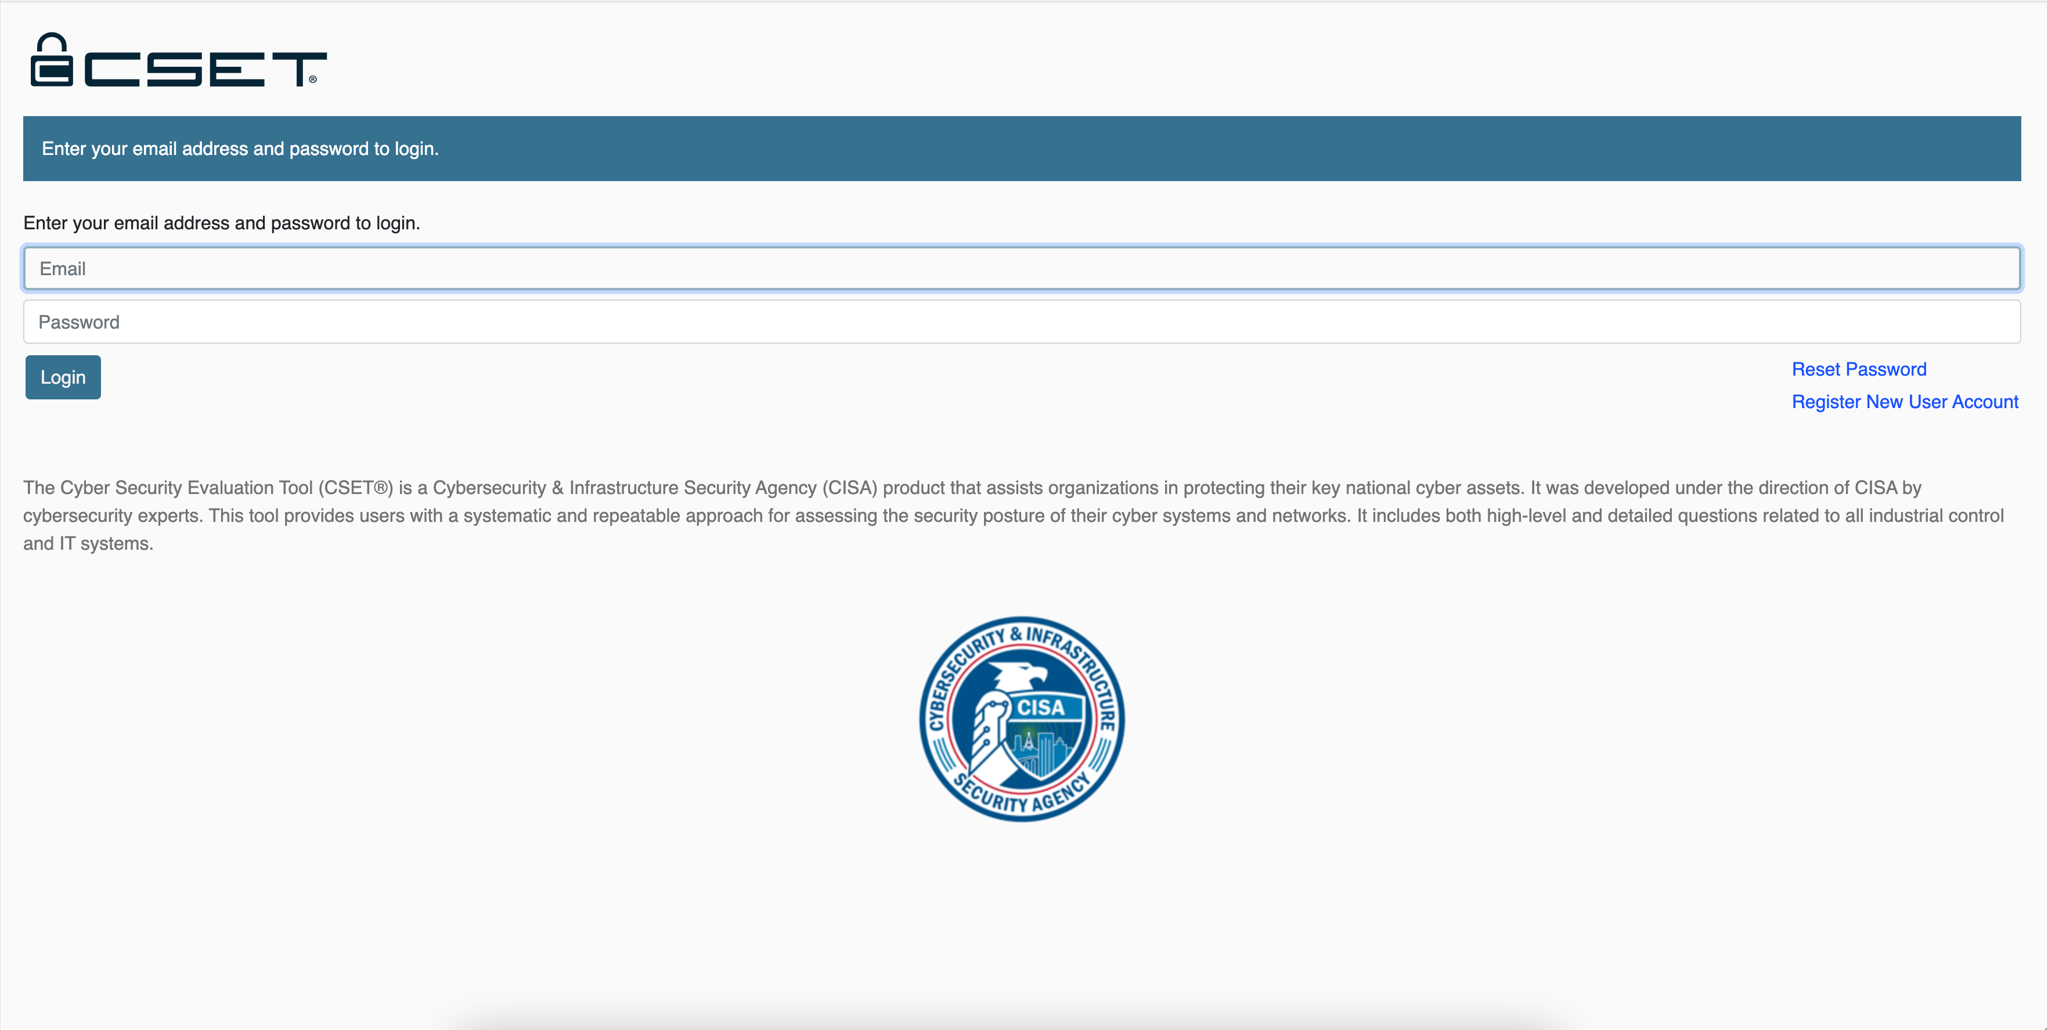 CSET®
Enter your email address and password to login.
Enter your email address and password to login.
Email
Password
Login
Reset Password
Register New User Account
The Cyber Security Evaluation Tool (CSET®) is a Cybersecurity & Infrastructure Security Agency (CISA) product that assists organizations in protecting their key national cyber assets. It was developed under the direction of CISA by
cybersecurity experts. This tool provides users with a systematic and repeatable approach for assessing the security posture of their cyber systems and networks. It includes both high-level and detailed questions related to all industrial control
and IT systems.
CYBERSECURITY & INFRASTRUCTURE
CISA
SECURITY AGENCY